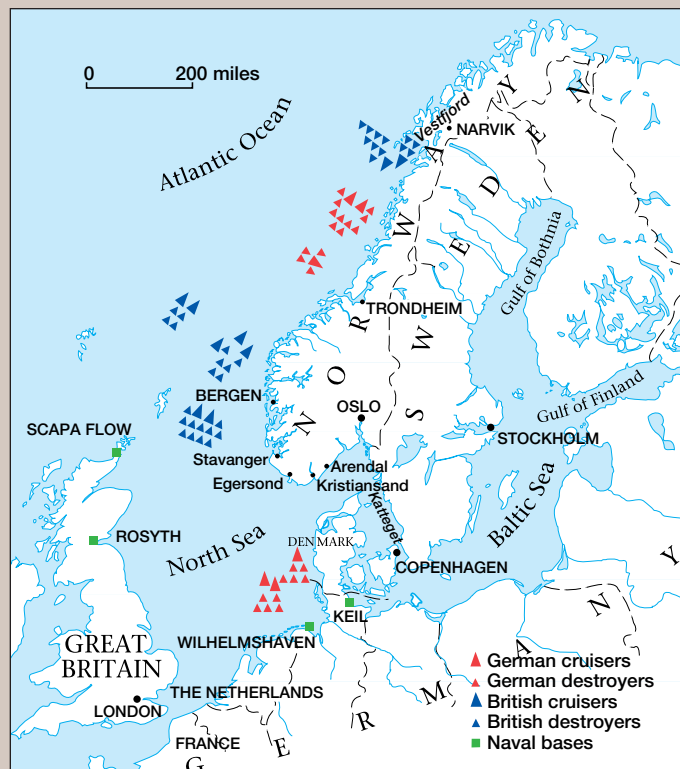 0 200 miles
Atlantic Ocean
Vestfjord
NARVIK
NORWAY
SWEDEN
Gulf of Bothnia
TRONDHEIM
Gulf of Finland
BERGEN
OSLO
SCAPA FLOW
STOCKHOLM
Stavanger
Arendal
Egersond
Kristiansand
Katteget
Baltic Sea
ROSYTH
North Sea
DENMARK
COPENHAGEN
KEIL
GREAT
BRITAIN
WILHELMSHAVEN
THE NETHERLANDS
LONDON
FRANCE
GERMANY
German cruisers
German destroyers
British cruisers
British destroyers
Naval bases